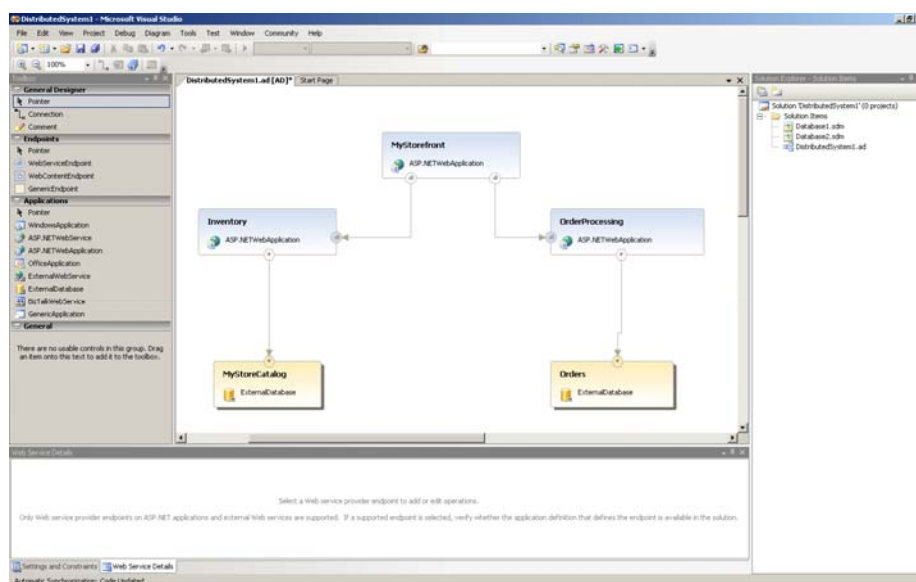 DistributedSystem1 - Microsoft Visual Studio
File Edit View Project Debug Diagram Tools Test Window Community Help
100%
Toolbox
General Designer
Pointer
Connection
Comment
Endpoints
Pointer
WebServiceEndpoint
WebContentEndpoint
GenericEndpoint
Applications
Pointer
WindowsApplication
ASP.NETWebService
ASP.NETWebApplication
OfficeApplication
ExternalWebService
ExternalDatabase
BizTalkWebService
GenericApplication
General
There are no usable controls in this group. Drag
an item onto this text to add it to the toolbox.
DistributedSystem1.ad [AD]* Start Page
MyStorefront
ASP.NETWebApplication
Inventory
ASP.NETWebApplication
OrderProcessing
ASP.NETWebApplication
MyStoreCatalog
ExternalDatabase
Orders
ExternalDatabase
Solution Explorer - Solution Items
Solution 'DistributedSystem1' (0 projects)
Solution Items
Database1.sdm
Database2.sdm
DistributedSystem1.ad
Web Service Details
Select a Web service provider endpoint to add or edit operations.
Only Web service provider endpoints on ASP.NET applications and external Web services are supported. If a supported endpoint is selected, verify whether the application definition that defines the endpoint is available in the solution.
Settings and Constraints Web Service Details
Automatic Synchronization: Code Updated